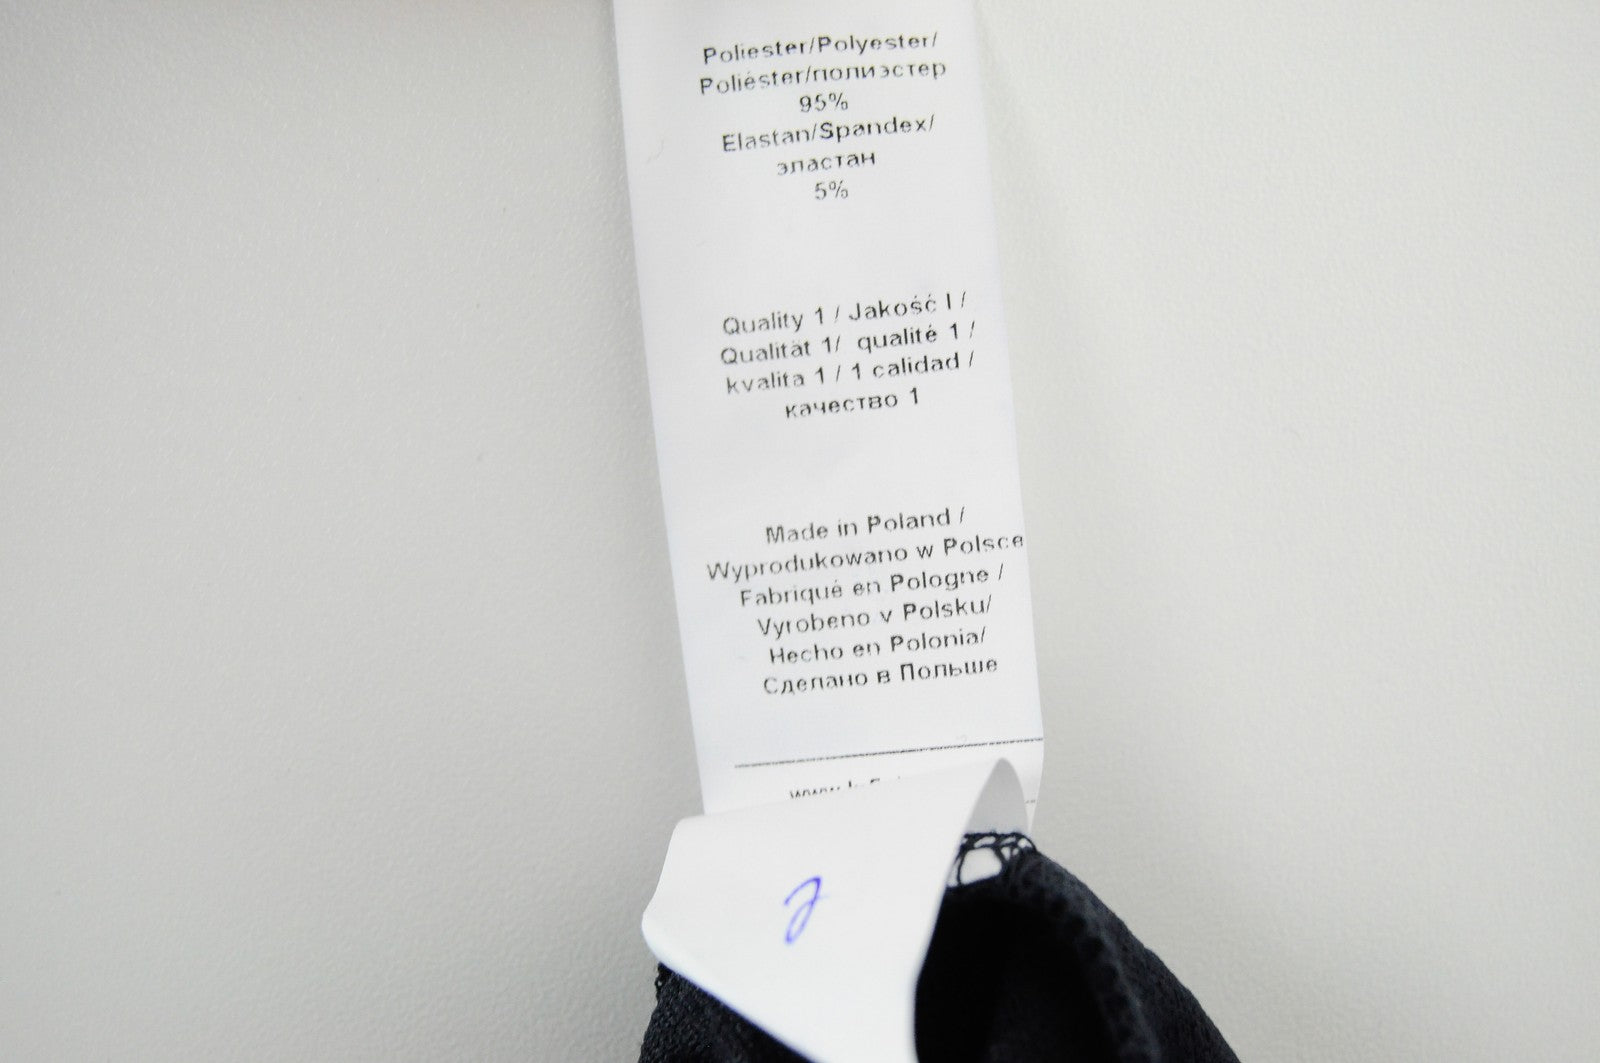 Poliester/Polyester/
Poliéster/полиэстер
95%
Elastan/Spandex/
эластан
5%
Quality 1 / Jakość I /
Qualität 1/ qualité 1 /
kvalita 1 / 1 calidad /
качество 1
Made in Poland /
Wyprodukowano w Polsce
Fabriqué en Pologne /
Vyrobeno v Polsku/
Hecho en Polonia/
Сделано в Польше